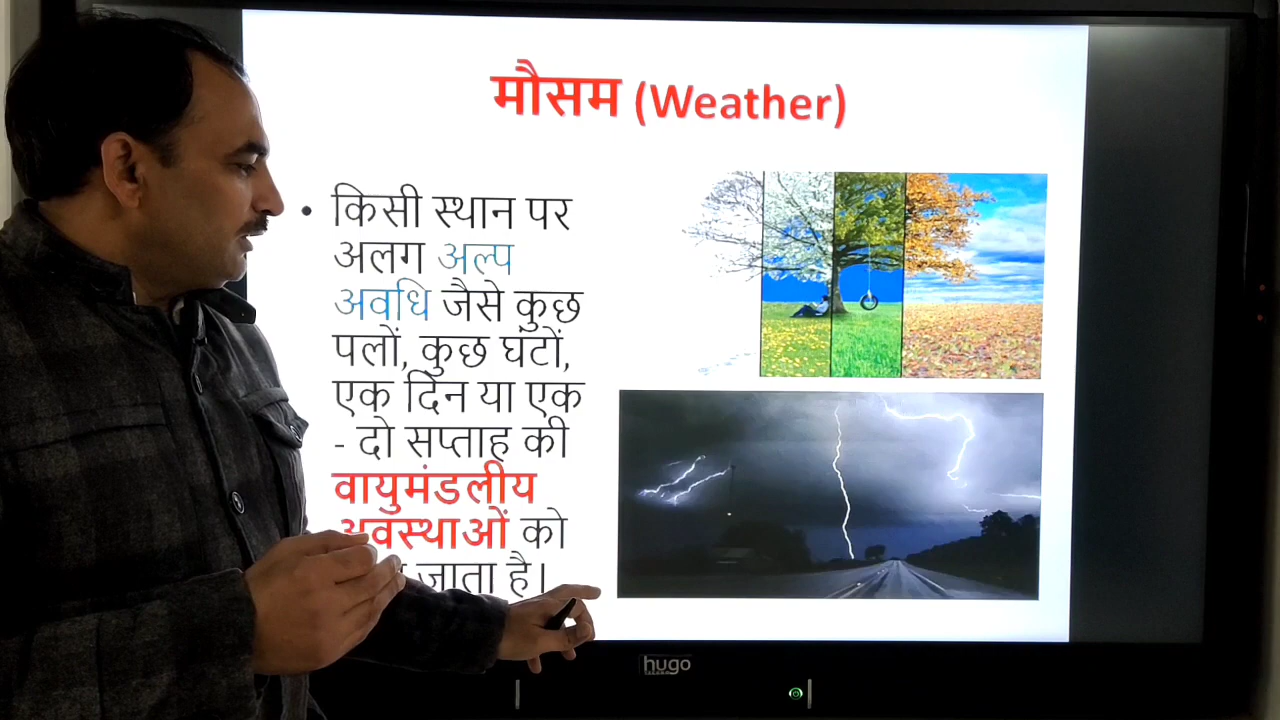 मौसम (Weather)
• किसी स्थान पर
अलग अल्प
अवधि जैसे कुछ
पलों, कुछ घंटों,
एक दिन या एक
- दो सप्ताह की
वायुमंडलीय
अवस्थाओं को
जाता है।
hugo